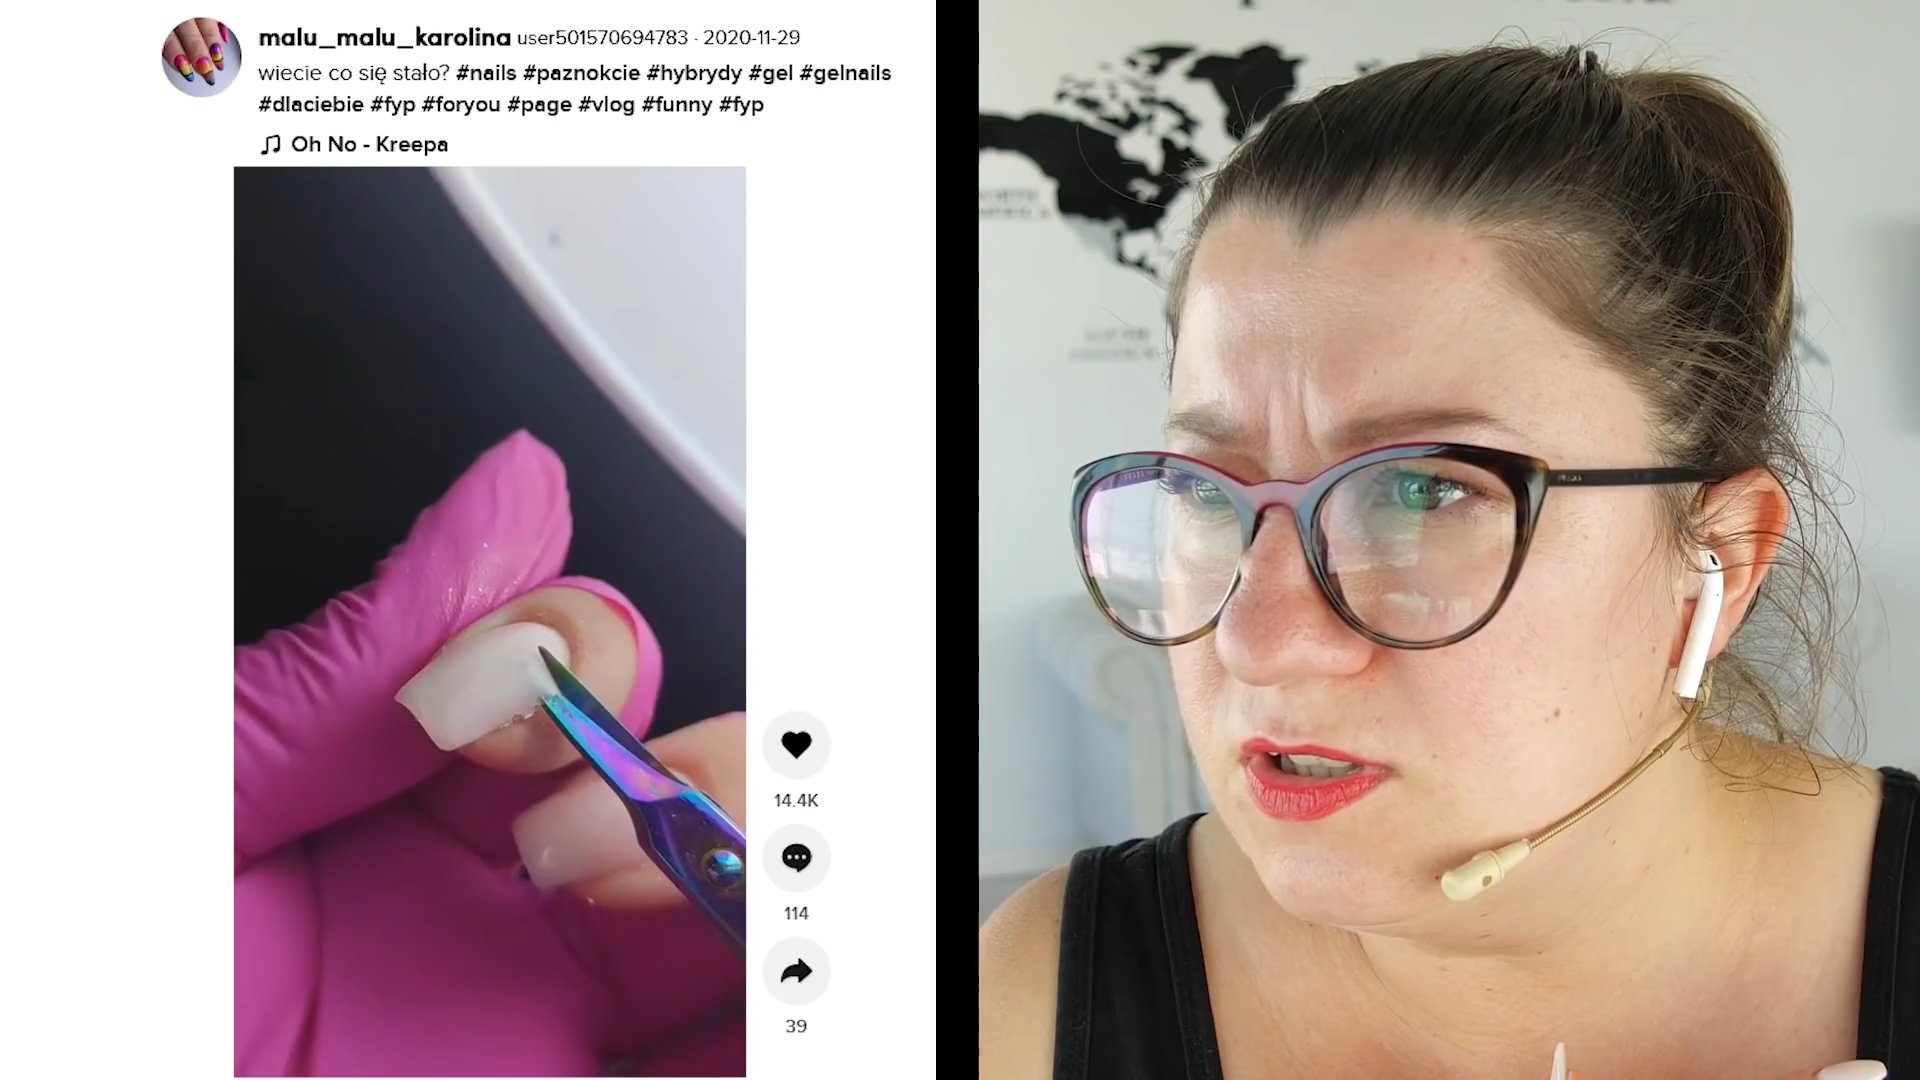 malu_malu_karolina user501570694783 · 2020-11-29
wiecie co się stało? #nails #paznokcie #hybrydy #gel #gelnails
#dlaciebie #fyp #foryou #page #vlog #funny #fyp
Oh No - Kreepa
14.4K
114
39